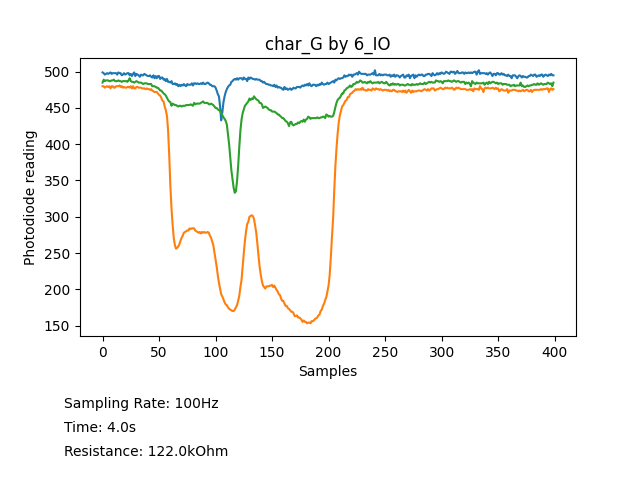 char_G by 6_IO
500
450
400
350
300
250
200
150
Photodiode reading
0 50 100 150 200 250 300 350 400
Samples
Sampling Rate: 100Hz
Time: 4.0s
Resistance: 122.0kOhm